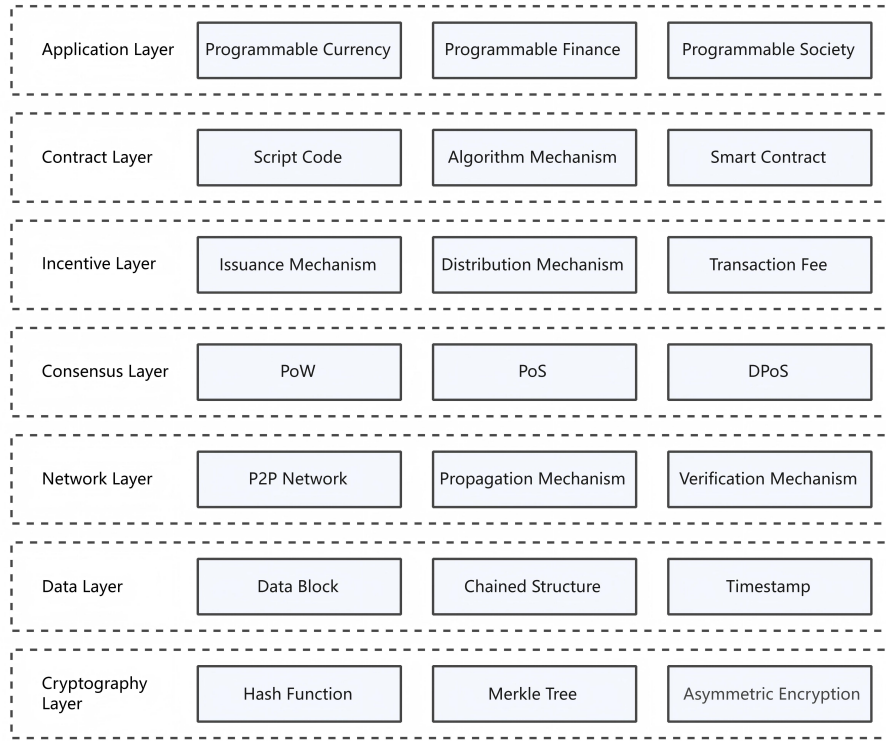 Application Layer Programmable Currency Programmable Finance Programmable Society
Contract Layer Script Code Algorithm Mechanism Smart Contract
Incentive Layer Issuance Mechanism Distribution Mechanism Transaction Fee
Consensus Layer PoW PoS DPoS
Network Layer P2P Network Propagation Mechanism Verification Mechanism
Data Layer Data Block Chained Structure Timestamp
Cryptography
Layer Hash Function Merkle Tree Asymmetric Encryption